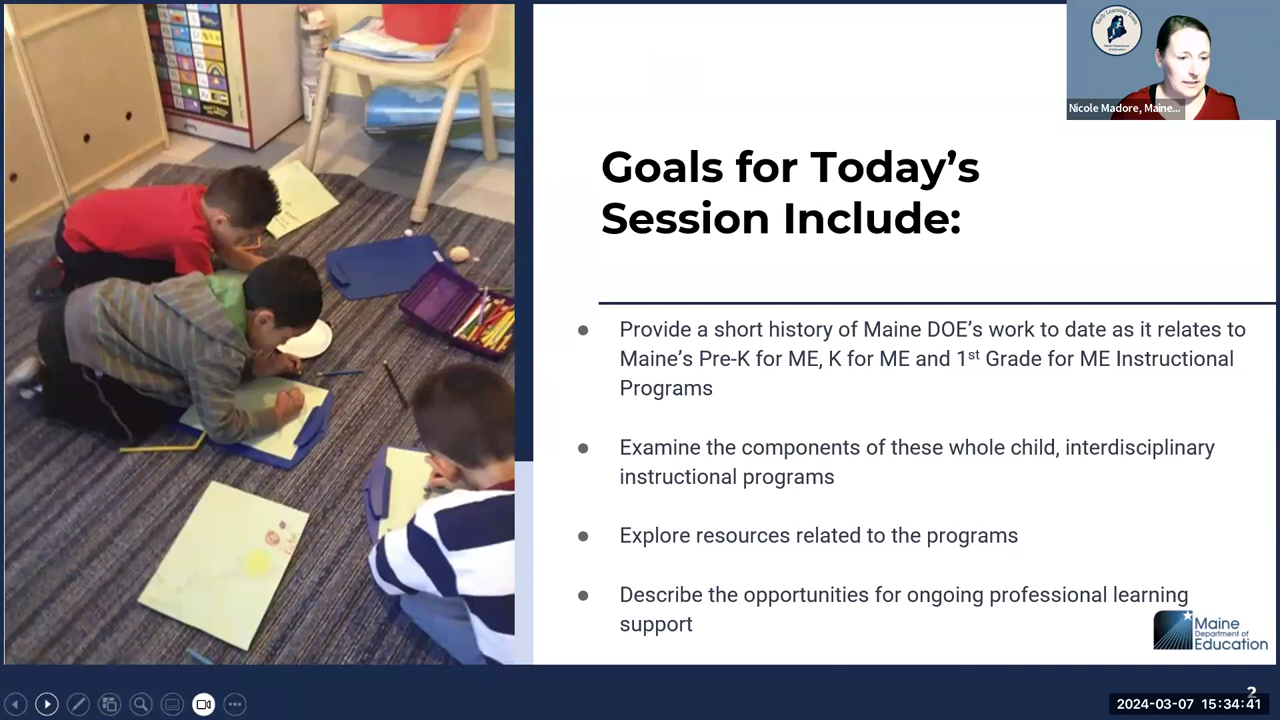 Early Learning Team
Nicole Madore, Maine...
Goals for Today's
Session Include:
● Provide a short history of Maine DOE's work to date as it relates to
Maine's Pre-K for ME, K for ME and 1st Grade for ME Instructional
Programs
● Examine the components of these whole child, interdisciplinary
instructional programs
● Explore resources related to the programs
● Describe the opportunities for ongoing professional learning
support
Maine
Department of
Education
2
2024-03-07 15:34:41